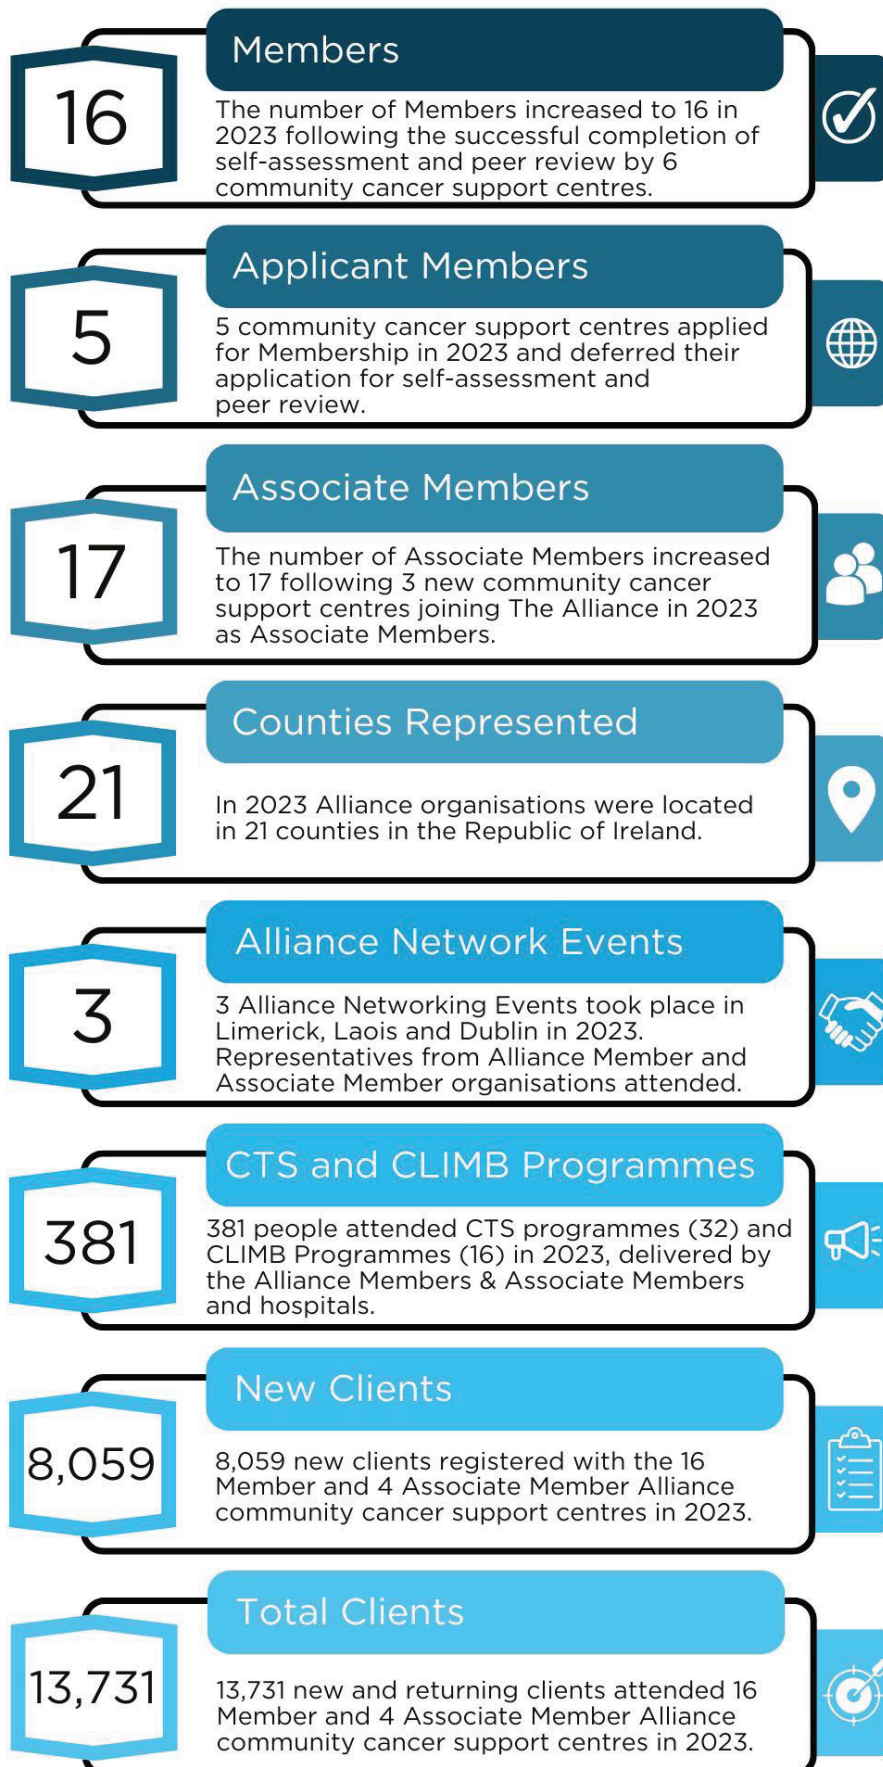 Members
16
The number of Members increased to 16 in
2023 following the successful completion of
self-assessment and peer review by 6
community cancer support centres.
Applicant Members
5
5 community cancer support centres applied
for Membership in 2023 and deferred their
application for self-assessment and
peer review.
Associate Members
17
The number of Associate Members increased
to 17 following 3 new community cancer
support centres joining The Alliance in 2023
as Associate Members.
Counties Represented
21
In 2023 Alliance organisations were located
in 21 counties in the Republic of Ireland.
Alliance Network Events
3
3 Alliance Networking Events took place in
Limerick, Laois and Dublin in 2023.
Representatives from Alliance Member and
Associate Member organisations attended.
CTS and CLIMB Programmes
381
381 people attended CTS programmes (32) and
CLIMB Programmes (16) in 2023, delivered by
the Alliance Members & Associate Members
and hospitals.
New Clients
8,059
8,059 new clients registered with the 16
Member and 4 Associate Member Alliance
community cancer support centres in 2023.
Total Clients
13,731
13,731 new and returning clients attended 16
Member and 4 Associate Member Alliance
community cancer support centres in 2023.